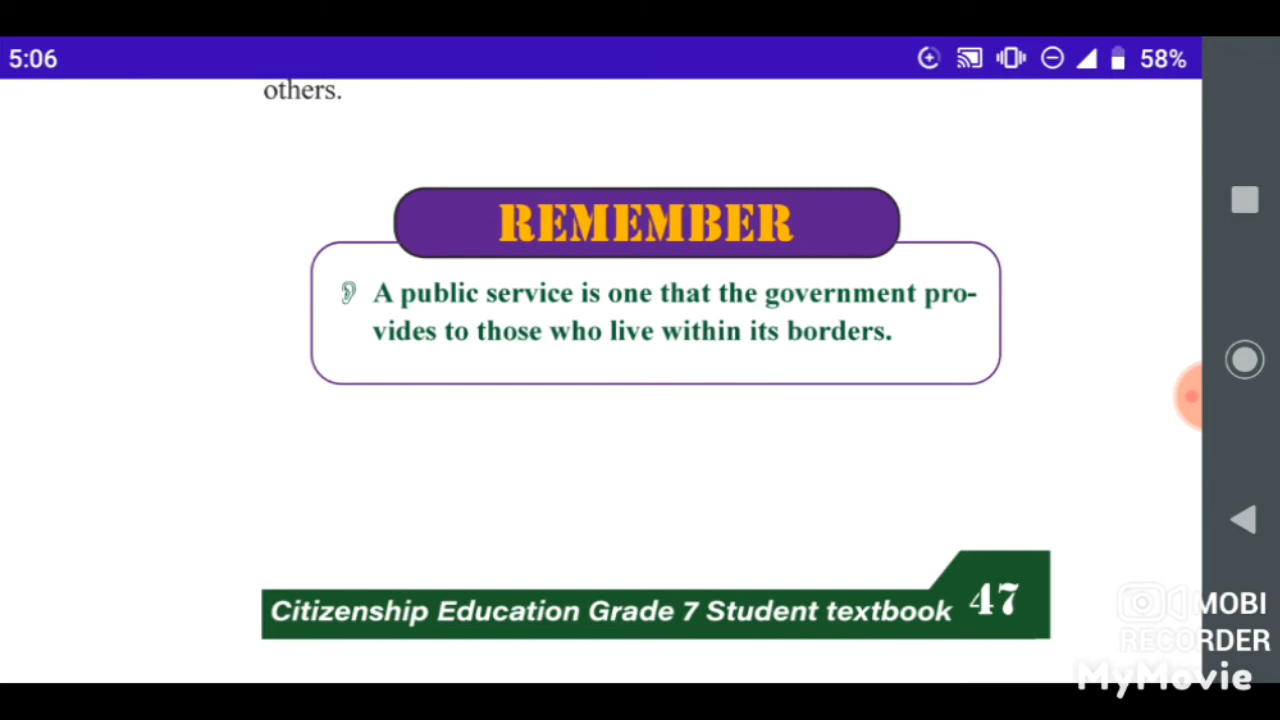 5:06
58%
others.
REMEMBER
A public service is one that the government pro-
vides to those who live within its borders.
Citizenship Education Grade 7 Student textbook 47
MOBI
RECORDER
MyMovie